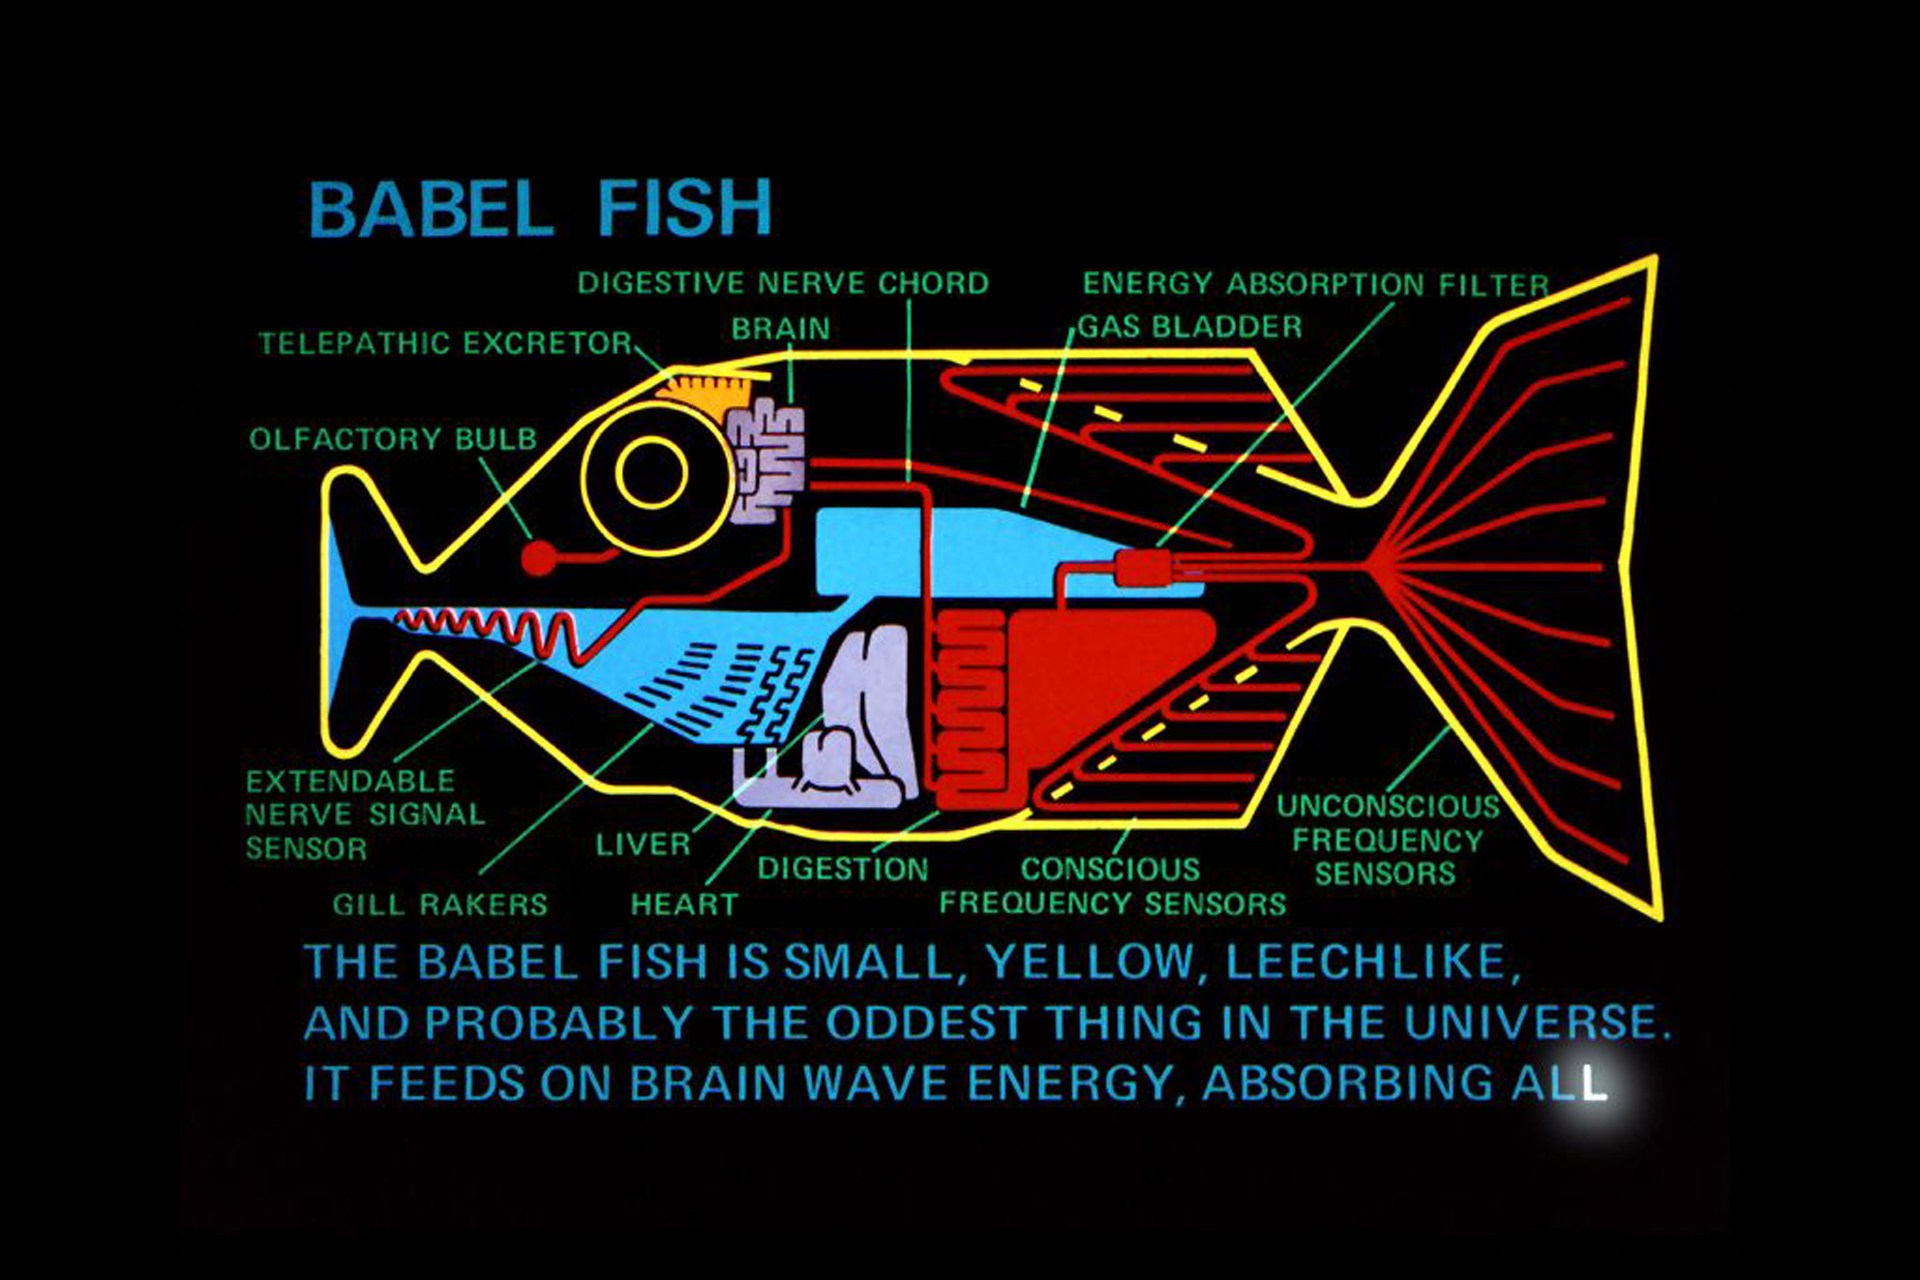 BABEL FISH
DIGESTIVE NERVE CHORD
ENERGY ABSORPTION FILTER
BRAIN
GAS BLADDER
TELEPATHIC EXCRETOR
OLFACTORY BULB
EXTENDABLE
NERVE SIGNAL
SENSOR
GILL RAKERS
LIVER
HEART
DIGESTION
CONSCIOUS
FREQUENCY SENSORS
UNCONSCIOUS
FREQUENCY
SENSORS
THE BABEL FISH IS SMALL, YELLOW, LEECHLIKE,
AND PROBABLY THE ODDEST THING IN THE UNIVERSE.
IT FEEDS ON BRAIN WAVE ENERGY, ABSORBING ALL